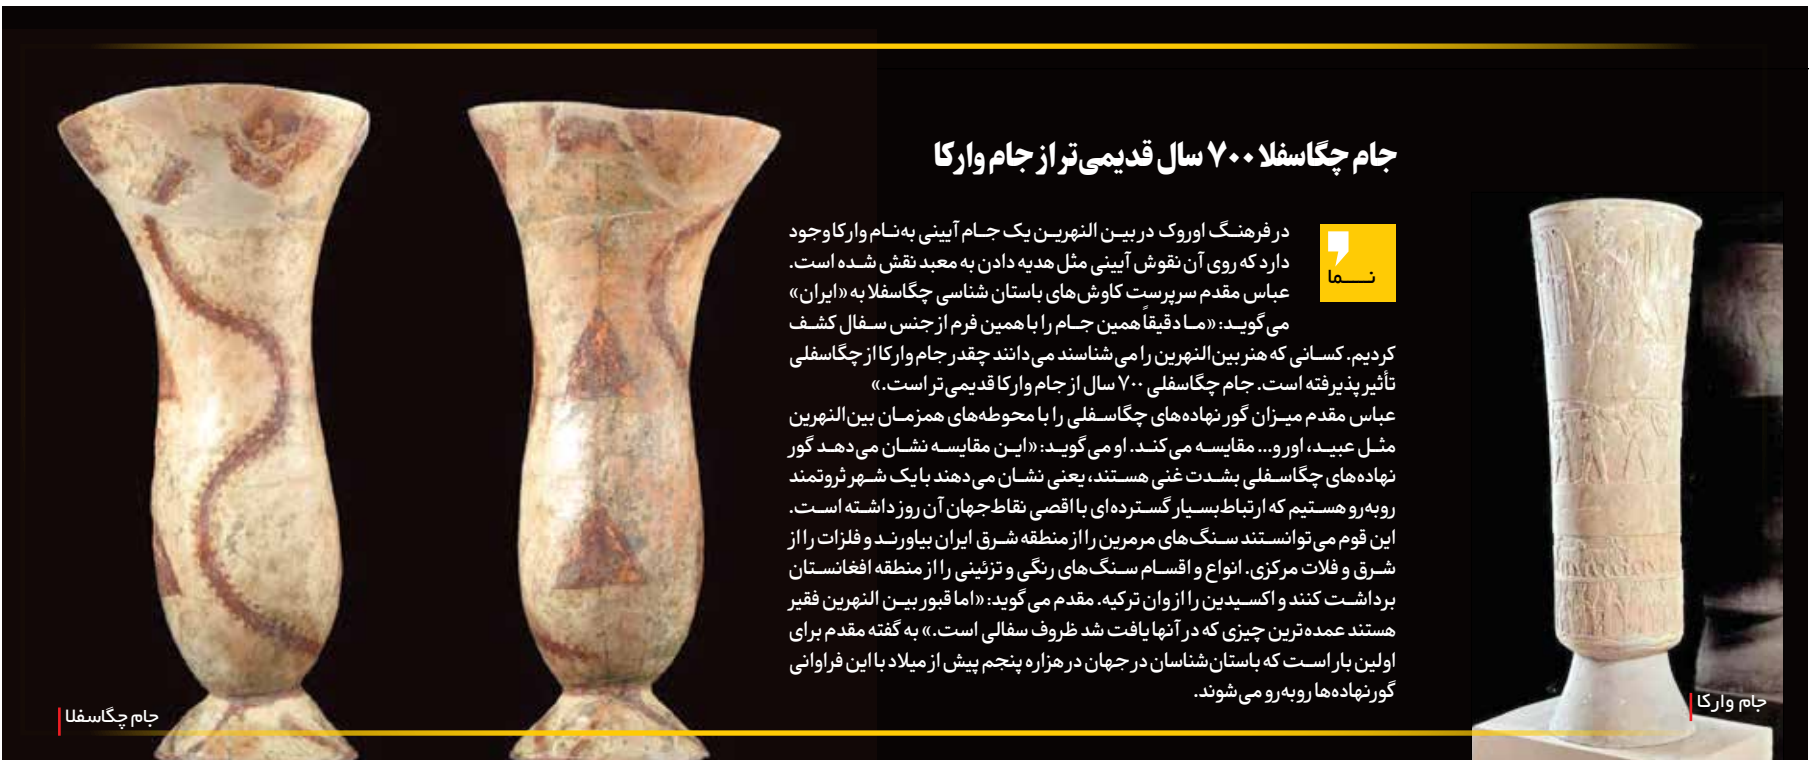 جام چگاسفلا ۷۰۰ سال قدیمی‌تر از جام وارکا
نما
در فرهنگ اوروک در بین النهرین یک جام آیینی به‌نام وارکا وجود
دارد که روی آن نقوش آیینی مثل هدیه دادن به معبد نقش شده است.
عباس مقدم سرپرست کاوش‌های باستان شناسی چگاسفلا به «ایران»
می‌گوید: «ما دقیقاً همین جام را با همین فرم از جنس سفال کشف
کردیم. کسانی که هنر بین‌النهرین را می‌شناسند می‌دانند چقدر جام وارکا از چگاسفلی
تأثیر پذیرفته است. جام چگاسفلی ۷۰۰ سال از جام وارکا قدیمی‌تر است.»
عباس مقدم میزان گور نهاده‌های چگاسفلی را با محوطه‌های همزمان بین‌النهرین
مثل عبید، اور و... مقایسه می‌کند. او می‌گوید: «این مقایسه نشان می‌دهد گور
نهاده‌های چگاسفلی بشدت غنی هستند، یعنی نشان می‌دهند با یک شهر ثروتمند
روبه‌رو هستیم که ارتباط بسیار گسترده‌ای با اقصی نقاط جهان آن روز داشته است.
این قوم می‌توانستند سنگ‌های مرمرین را از منطقه شرق ایران بیاورند و فلزات را از
شرق و فلات مرکزی. انواع و اقسام سنگ‌های رنگی و تزئینی را از منطقه افغانستان
برداشت کنند و اکسیدین را از وان ترکیه. مقدم می‌گوید: «اما قبور بین النهرین فقیر
هستند عمده‌ترین چیزی که در آنها یافت شد ظروف سفالی است.» به گفته مقدم برای
اولین بار است که باستان‌شناسان در جهان در هزاره پنجم پیش از میلاد با این فراوانی
گورنهاده‌ها روبه‌رو می‌شوند.
جام وارکا
جام چگاسفلا